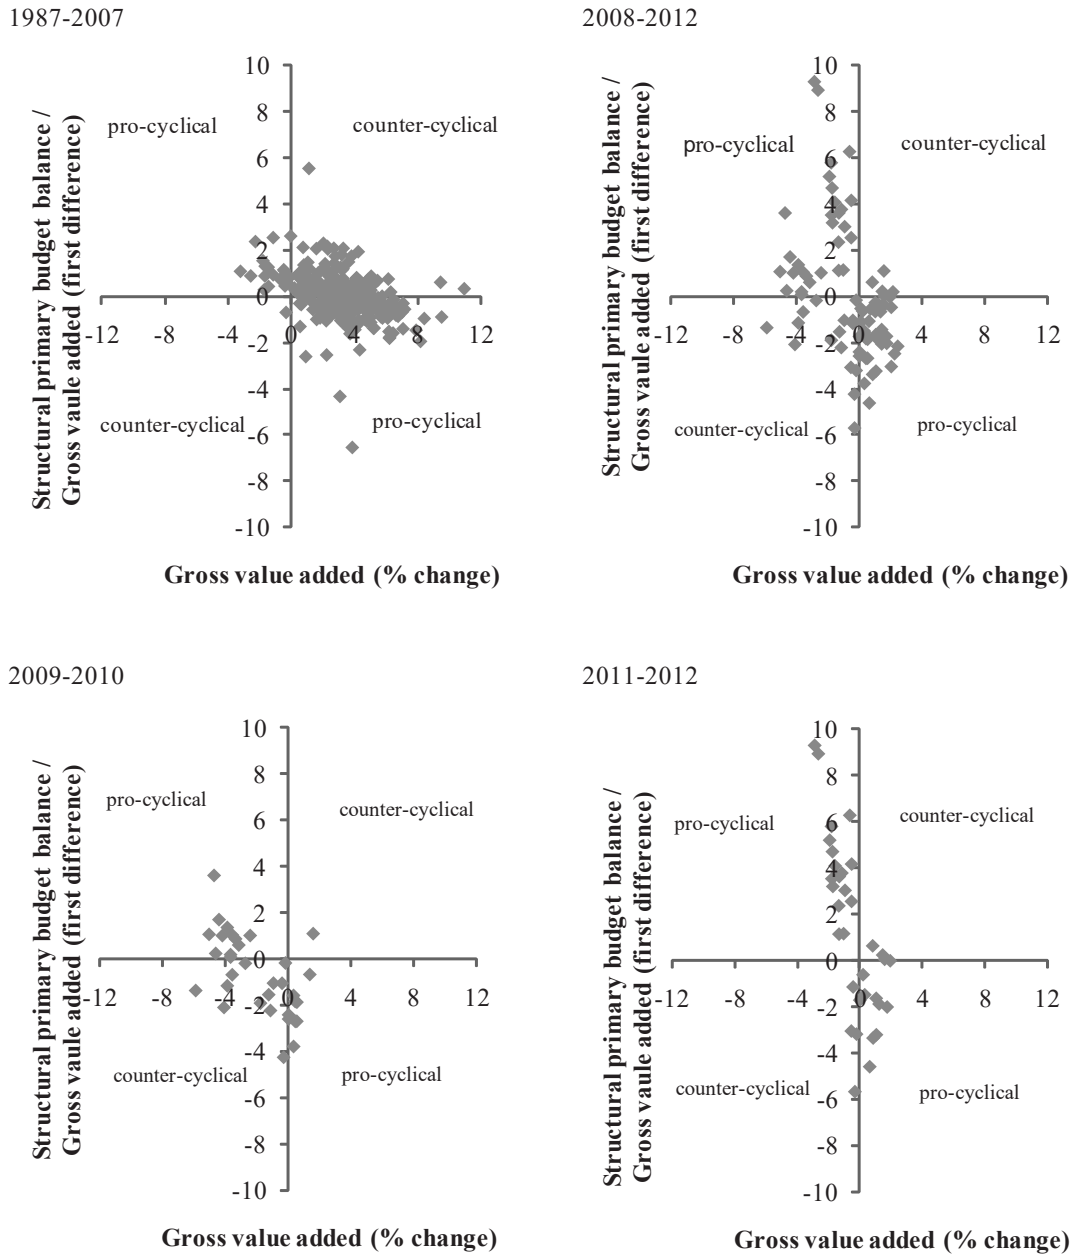 1987-2007
10
8
6
4
2
0
-2
-4
-6
-8
-10
-12
-8
-4
0
4
8
12
pro-cyclical
counter-cyclical
counter-cyclical
pro-cyclical
Structural primary budget balance /
Gross vaule added (first difference)
Gross value added (% change)
2008-2012
10
8
6
4
2
0
-2
-4
-6
-8
-10
-12
-8
-4
0
4
8
12
pro-cyclical
counter-cyclical
counter-cyclical
pro-cyclical
Structural primary budget balance /
Gross vaule added (first difference)
Gross value added (% change)
2009-2010
10
8
6
4
2
0
-2
-4
-6
-8
-10
-12
-8
-4
0
4
8
12
pro-cyclical
counter-cyclical
counter-cyclical
pro-cyclical
Structural primary budget balance /
Gross vaule added (first difference)
Gross value added (% change)
2011-2012
10
8
6
4
2
0
-2
-4
-6
-8
-10
-12
-8
-4
0
4
8
12
pro-cyclical
counter-cyclical
counter-cyclical
pro-cyclical
Structural primary budget balance /
Gross vaule added (first difference)
Gross value added (% change)